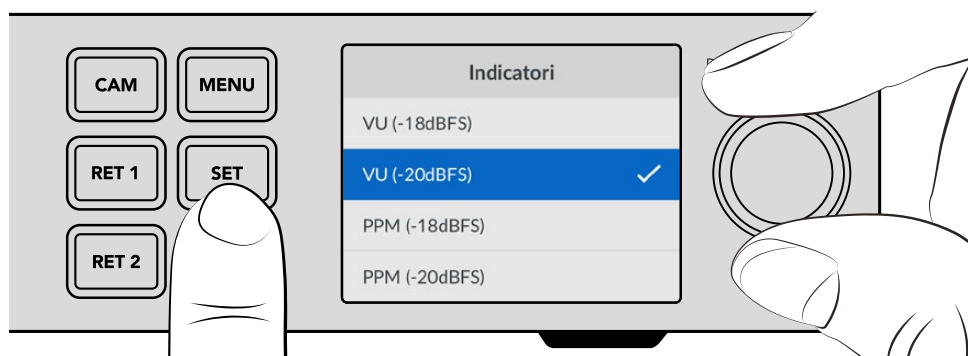 CAM
MENU
RET 1
SET
RET 2
Indicatori
VU (-18dBFS)
VU (-20dBFS)
PPM (-18dBFS)
PPM (-20dBFS)